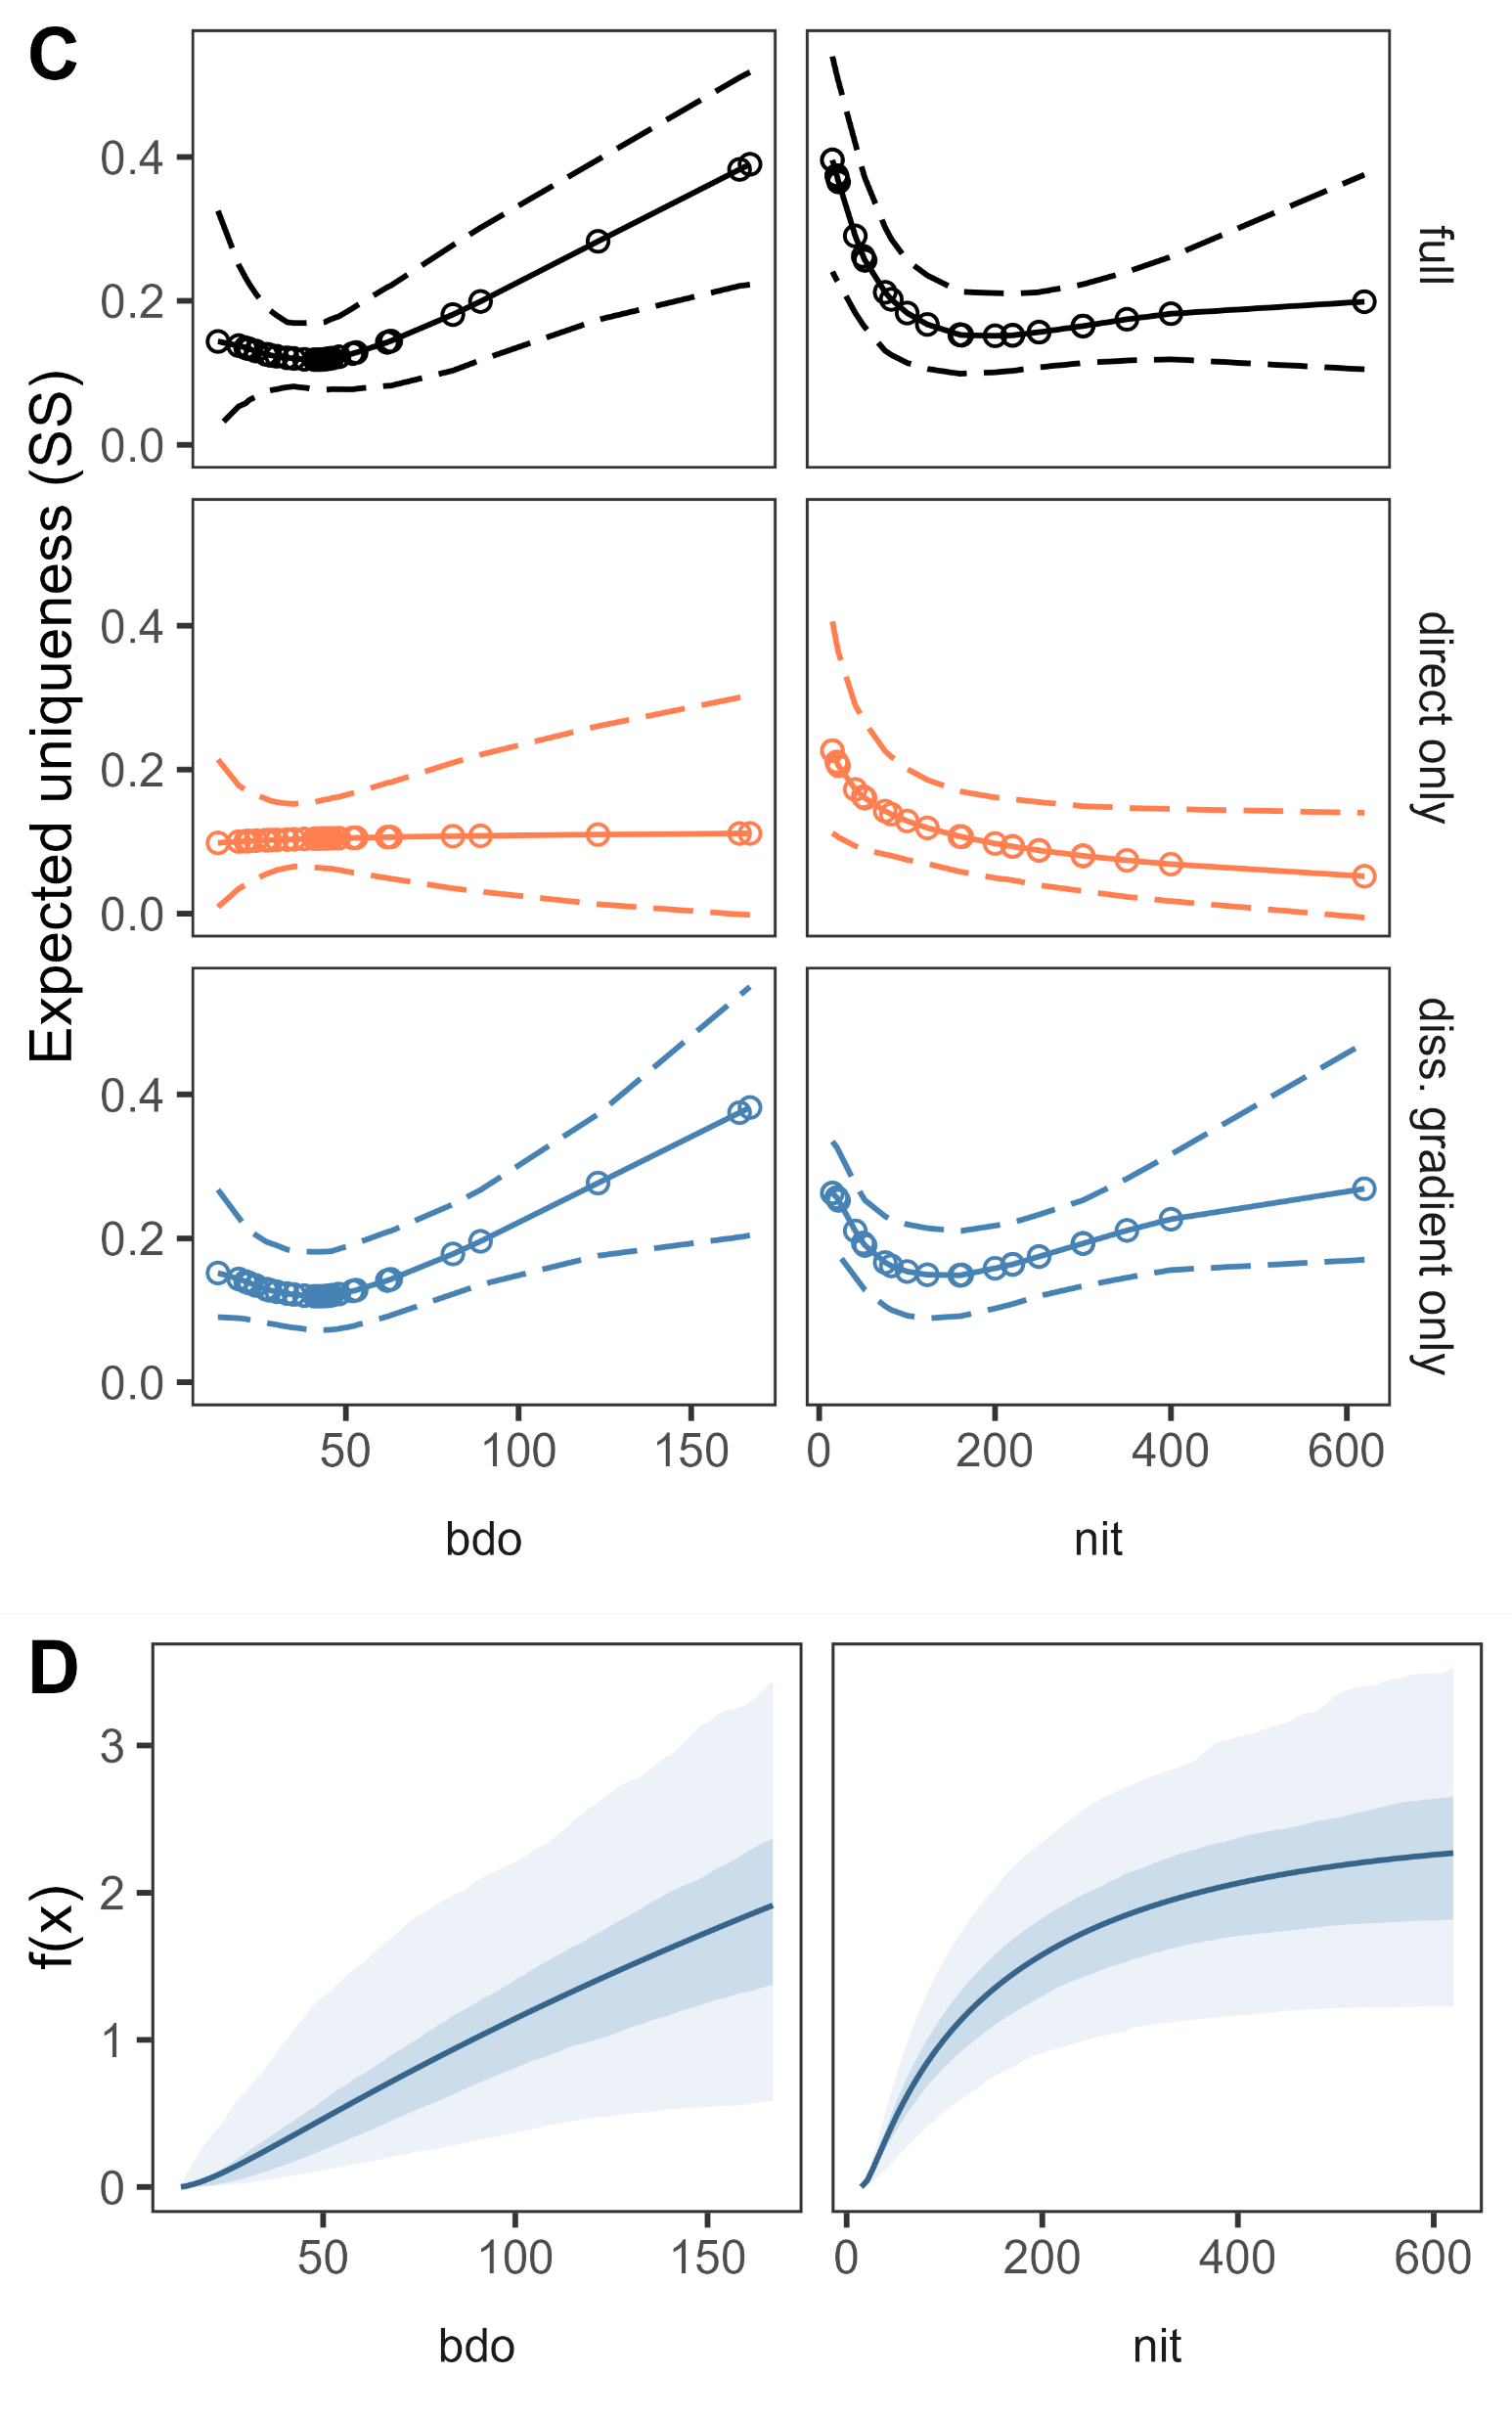 C
Expected uniqueness (SS)
0.4
0.2
0.0
full
0.4
0.2
0.0
direct only
0.4
0.2
0.0
diss. gradient only
50 100 150
0 200 400 600
bdo
nit
D
f(x)
3
2
1
0
50 100 150
0 200 400 600
bdo
nit